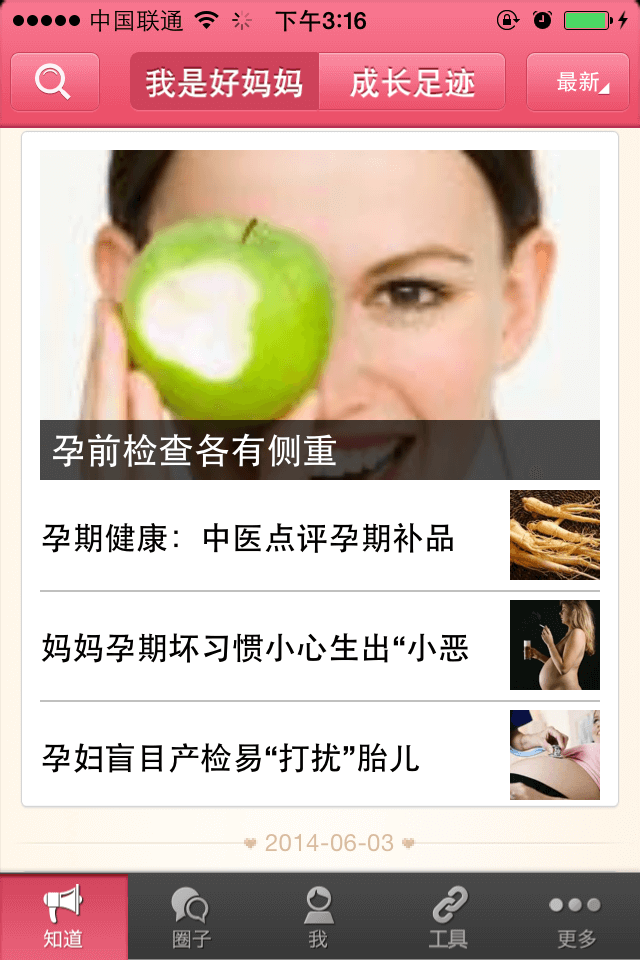 中国联通 下午3:16
我是好妈妈 成长足迹 最新
孕前检查各有侧重
孕期健康：中医点评孕期补品
妈妈孕期坏习惯小心生出“小恶
孕妇盲目产检易“打扰”胎儿
2014-06-03
知道 圈子 我 工具 更多